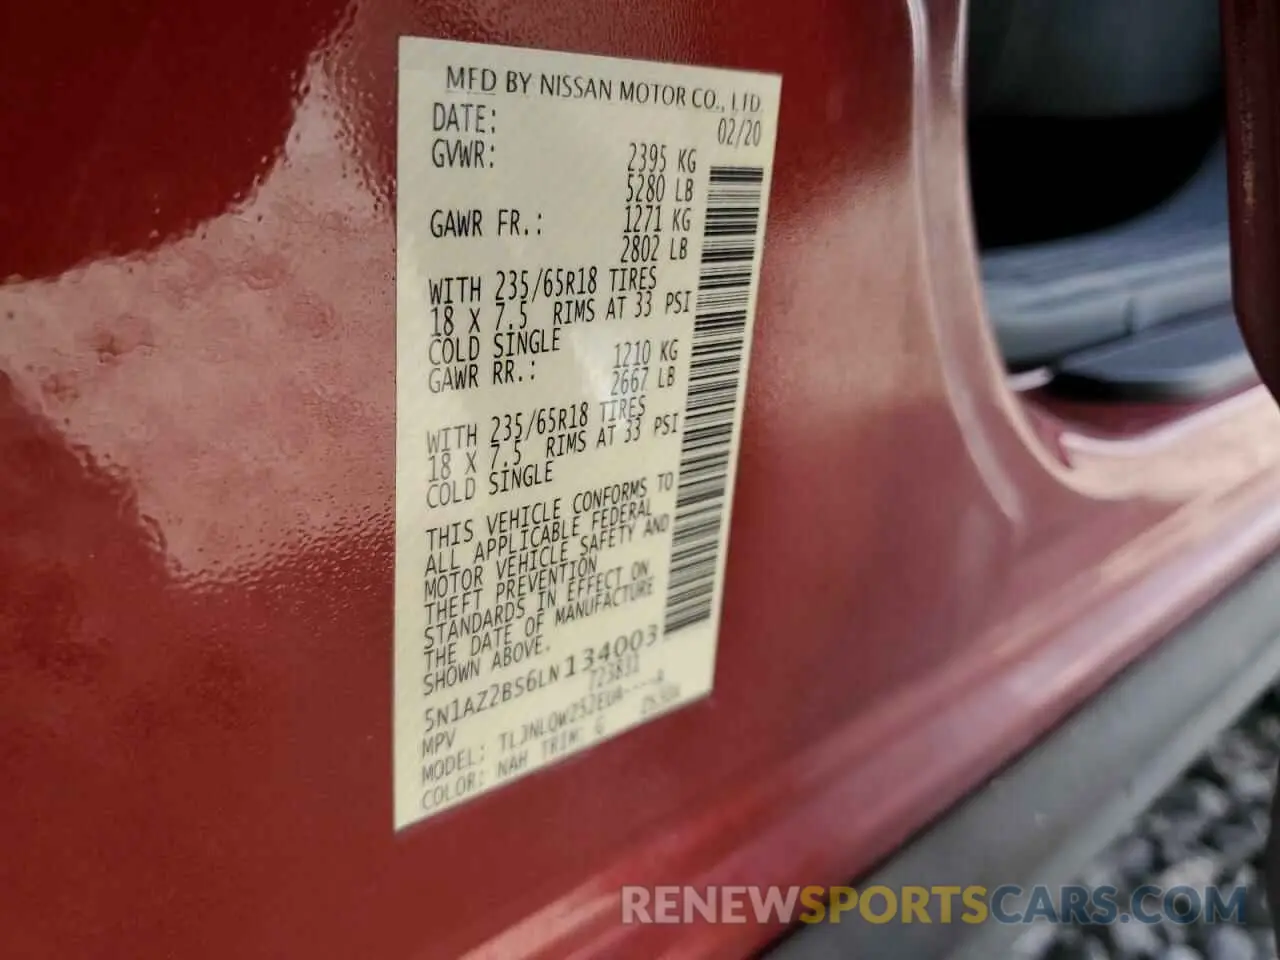 MFD BY NISSAN MOTOR CO., LTD.
DATE: 02/20
GVWR: 2395 KG
5280 LB
GAWR FR.: 1271 KG
2802 LB
WITH 235/65R18 TIRES
18 X 7.5 RIMS AT 33 PSI
COLD SINGLE
GAWR RR.: 1210 KG
2667 LB
WITH 235/65R18 TIRES
18 X 7.5 RIMS AT 33 PSI
COLD SINGLE
THIS VEHICLE CONFORMS TO
ALL APPLICABLE FEDERAL
MOTOR VEHICLE SAFETY AND
THEFT PREVENTION
STANDARDS IN EFFECT ON
THE DATE OF MANUFACTURE
SHOWN ABOVE.
5N1AZ2BS6LN134003
MPV 723831
MODEL:
COLOR: NAH TRIM: G
RENEWSPORTSCARS.COM